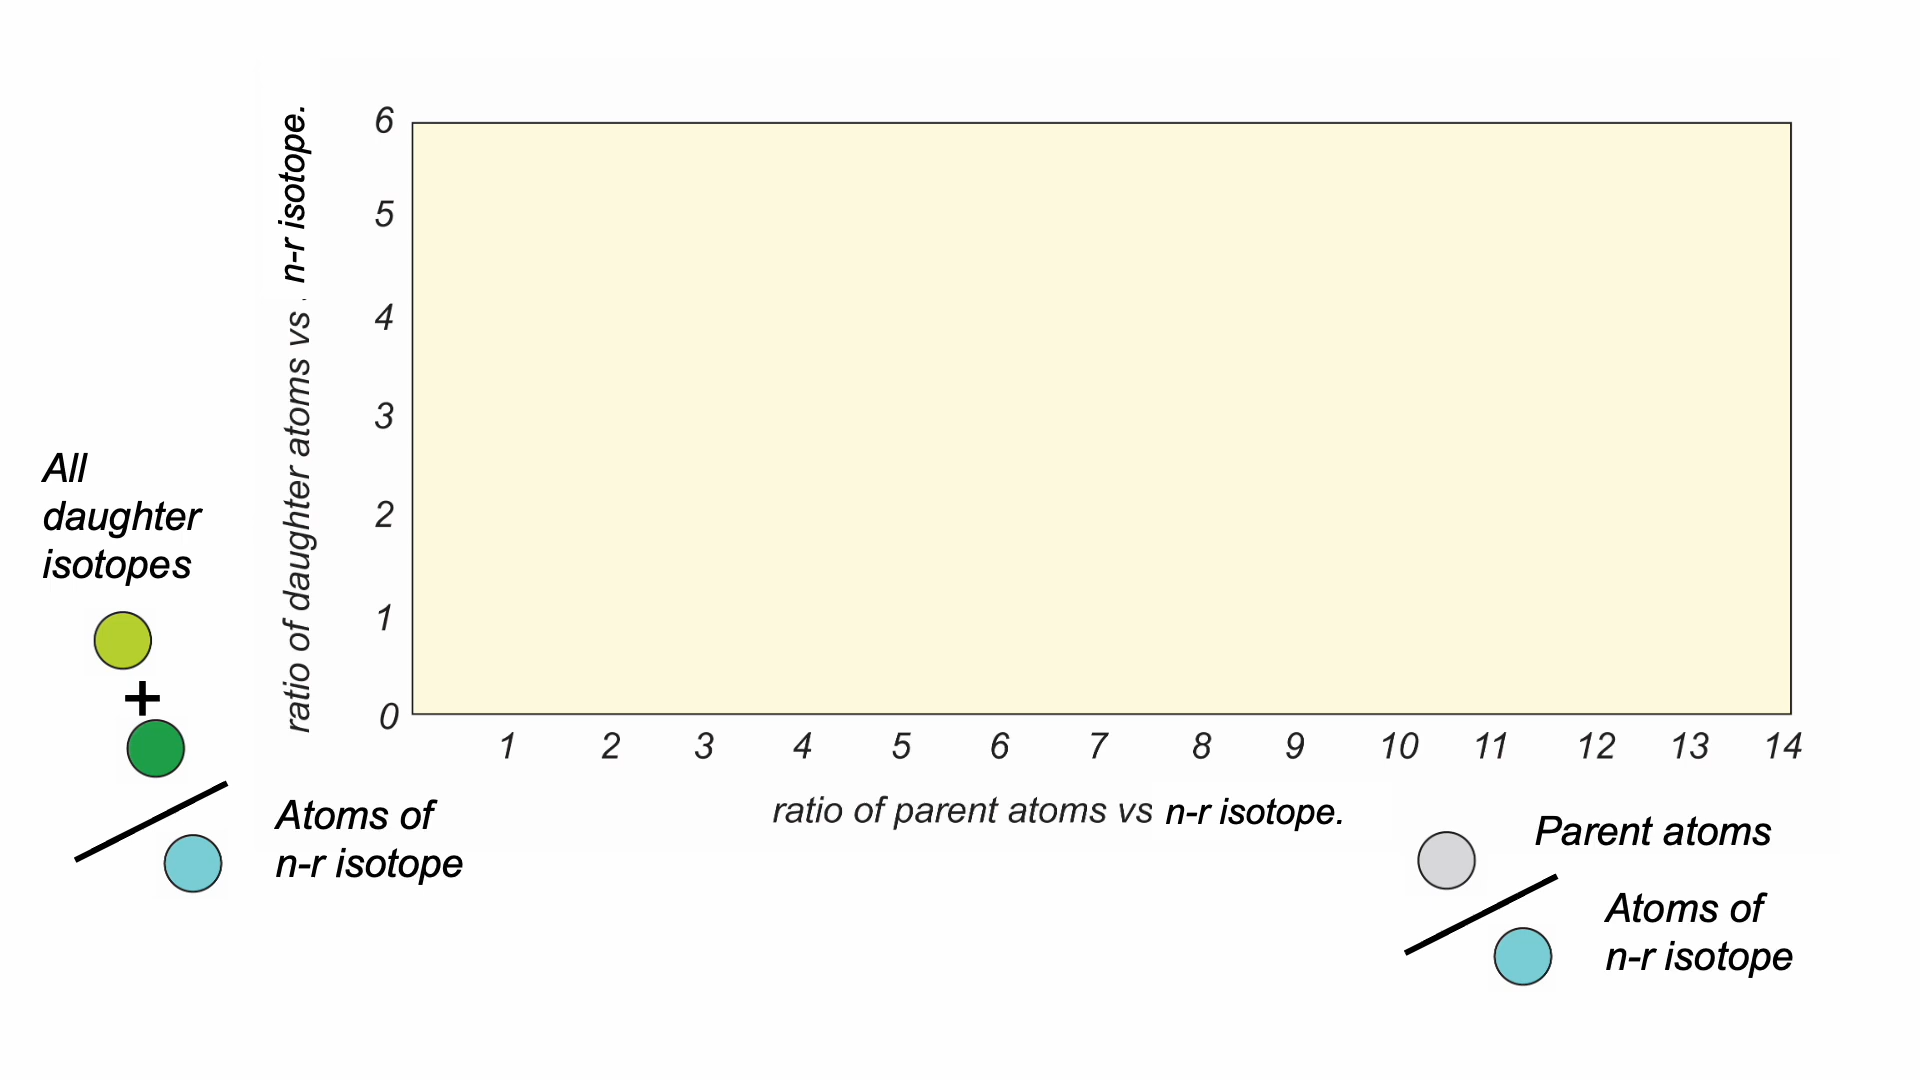 6
5
4
3
2
1
0
ratio of daughter atoms vs . n-r isotope.
All
daughter
isotopes
+
Atoms of
n-r isotope
1 2 3 4 5 6 7 8 9 10 11 12 13 14
ratio of parent atoms vs n-r isotope.
Parent atoms
Atoms of
n-r isotope